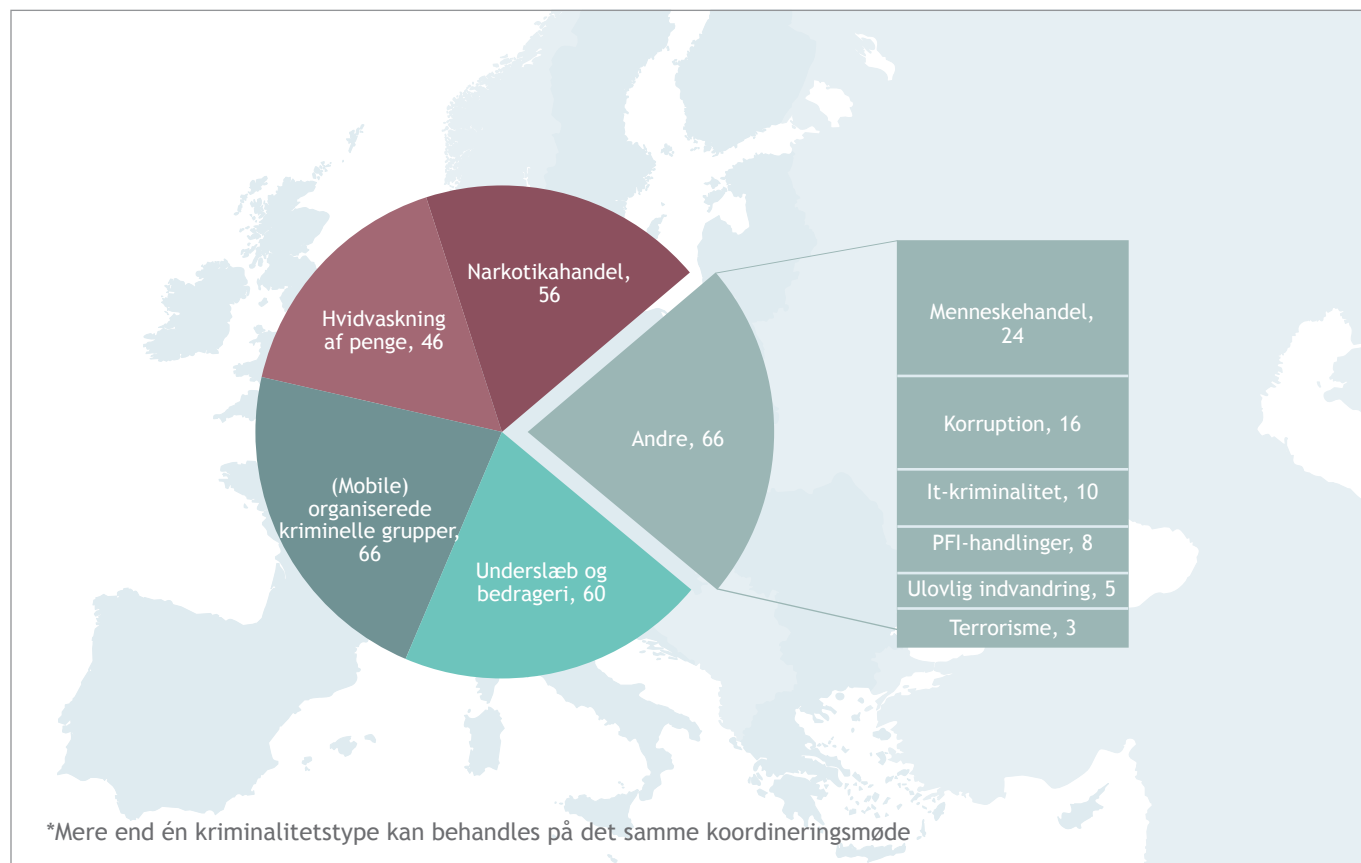 Narkotikahandel,
56
Hvidvaskning
af penge, 46
(Mobile)
organiserede
kriminelle grupper,
66
Underslæb og
bedrageri, 60
Andre, 66
Menneskehandel,
24
Korruption, 16
It-kriminalitet, 10
PFI-handlinger, 8
Ulovlig indvandring, 5
Terrorisme, 3
*Mere end én kriminalitetstype kan behandles på det samme koordineringsmøde